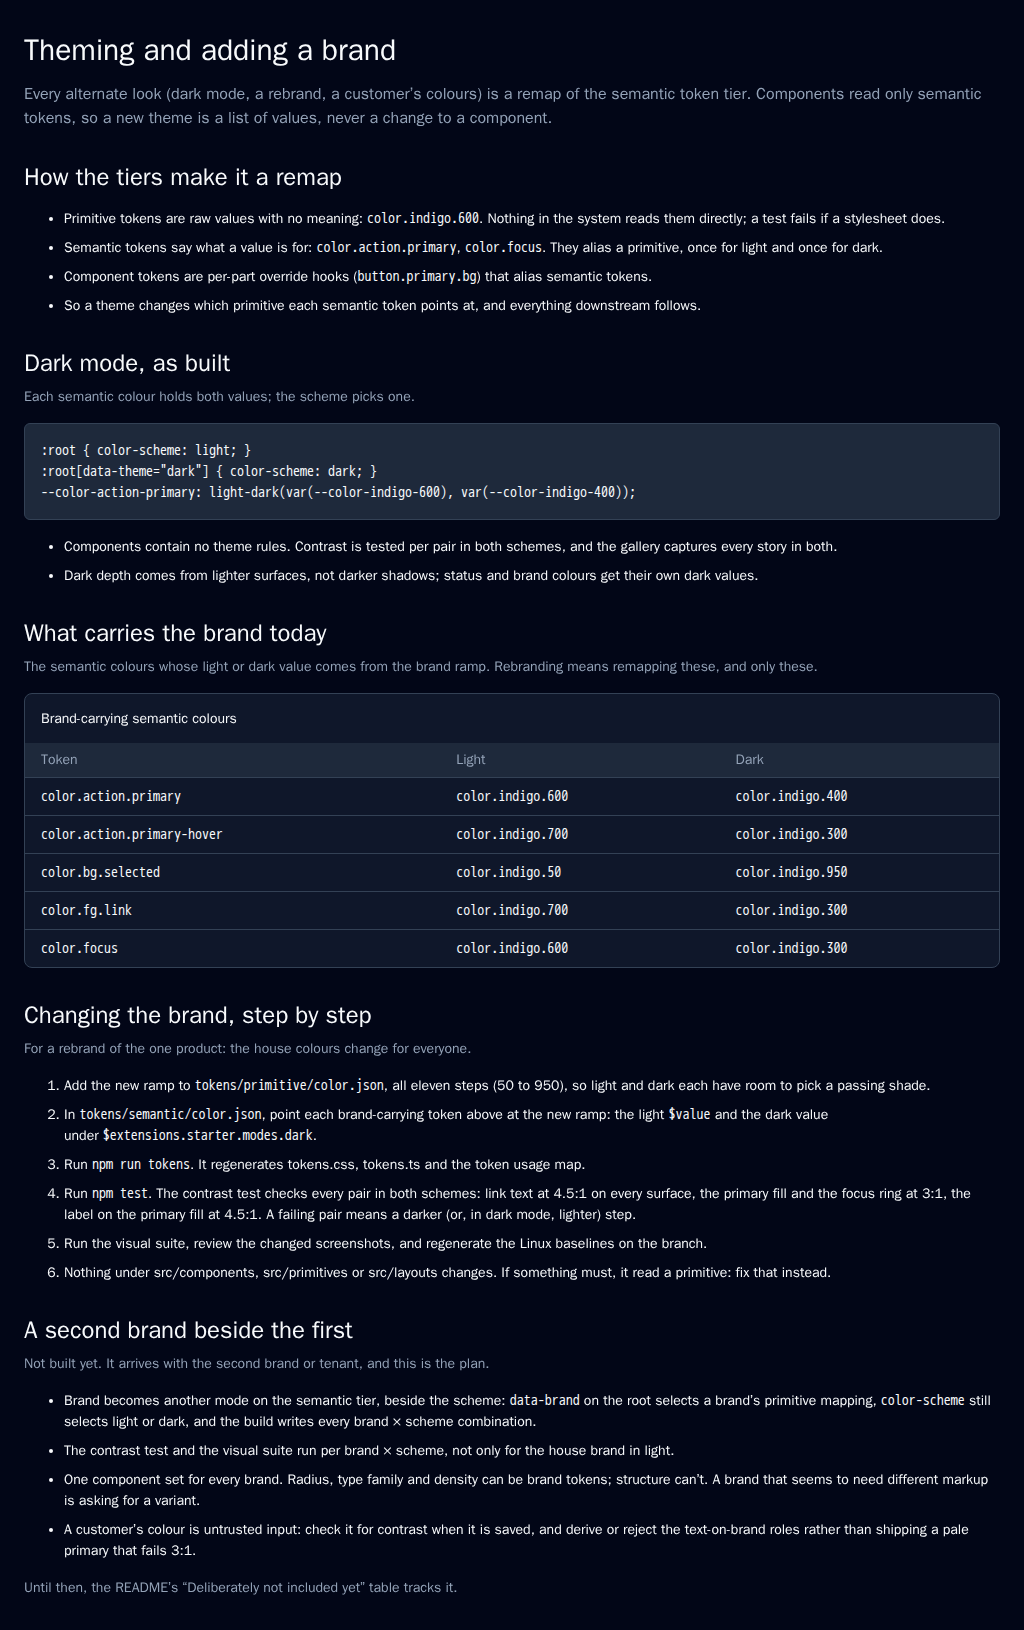 Theming and adding a brand
Every alternate look (dark mode, a rebrand, a customer's colours) is a remap of the semantic token tier. Components read only semantic
tokens, so a new theme is a list of values, never a change to a component.
How the tiers make it a remap
• Primitive tokens are raw values with no meaning: color.indigo.600. Nothing in the system reads them directly; a test fails if a stylesheet does.
• Semantic tokens say what a value is for: color.action.primary, color.focus. They alias a primitive, once for light and once for dark.
• Component tokens are per-part override hooks (button.primary.bg) that alias semantic tokens.
• So a theme changes which primitive each semantic token points at, and everything downstream follows.
Dark mode, as built
Each semantic colour holds both values; the scheme picks one.
:root { color-scheme: light; }
:root[data-theme="dark"] { color-scheme: dark; }
--color-action-primary: light-dark(var(--color-indigo-600), var(--color-indigo-400));
• Components contain no theme rules. Contrast is tested per pair in both schemes, and the gallery captures every story in both.
• Dark depth comes from lighter surfaces, not darker shadows; status and brand colours get their own dark values.
What carries the brand today
The semantic colours whose light or dark value comes from the brand ramp. Rebranding means remapping these, and only these.
Brand-carrying semantic colours
Token Light Dark
color.action.primary color.indigo.600 color.indigo.400
color.action.primary-hover color.indigo.700 color.indigo.300
color.bg.selected color.indigo.50 color.indigo.950
color.fg.link color.indigo.700 color.indigo.300
color.focus color.indigo.600 color.indigo.300
Changing the brand, step by step
For a rebrand of the one product: the house colours change for everyone.
1. Add the new ramp to tokens/primitive/color.json, all eleven steps (50 to 950), so light and dark each have room to pick a passing shade.
2. In tokens/semantic/color.json, point each brand-carrying token above at the new ramp: the light $value and the dark value
under $extensions.starter.modes.dark.
3. Run npm run tokens. It regenerates tokens.css, tokens.ts and the token usage map.
4. Run npm test. The contrast test checks every pair in both schemes: link text at 4.5:1 on every surface, the primary fill and the focus ring at 3:1, the
label on the primary fill at 4.5:1. A failing pair means a darker (or, in dark mode, lighter) step.
5. Run the visual suite, review the changed screenshots, and regenerate the Linux baselines on the branch.
6. Nothing under src/components, src/primitives or src/layouts changes. If something must, it read a primitive: fix that instead.
A second brand beside the first
Not built yet. It arrives with the second brand or tenant, and this is the plan.
• Brand becomes another mode on the semantic tier, beside the scheme: data-brand on the root selects a brand's primitive mapping, color-scheme still
selects light or dark, and the build writes every brand × scheme combination.
• The contrast test and the visual suite run per brand × scheme, not only for the house brand in light.
• One component set for every brand. Radius, type family and density can be brand tokens; structure can't. A brand that seems to need different markup
is asking for a variant.
• A customer's colour is untrusted input: check it for contrast when it is saved, and derive or reject the text-on-brand roles rather than shipping a pale
primary that fails 3:1.
Until then, the README's “Deliberately not included yet” table tracks it.